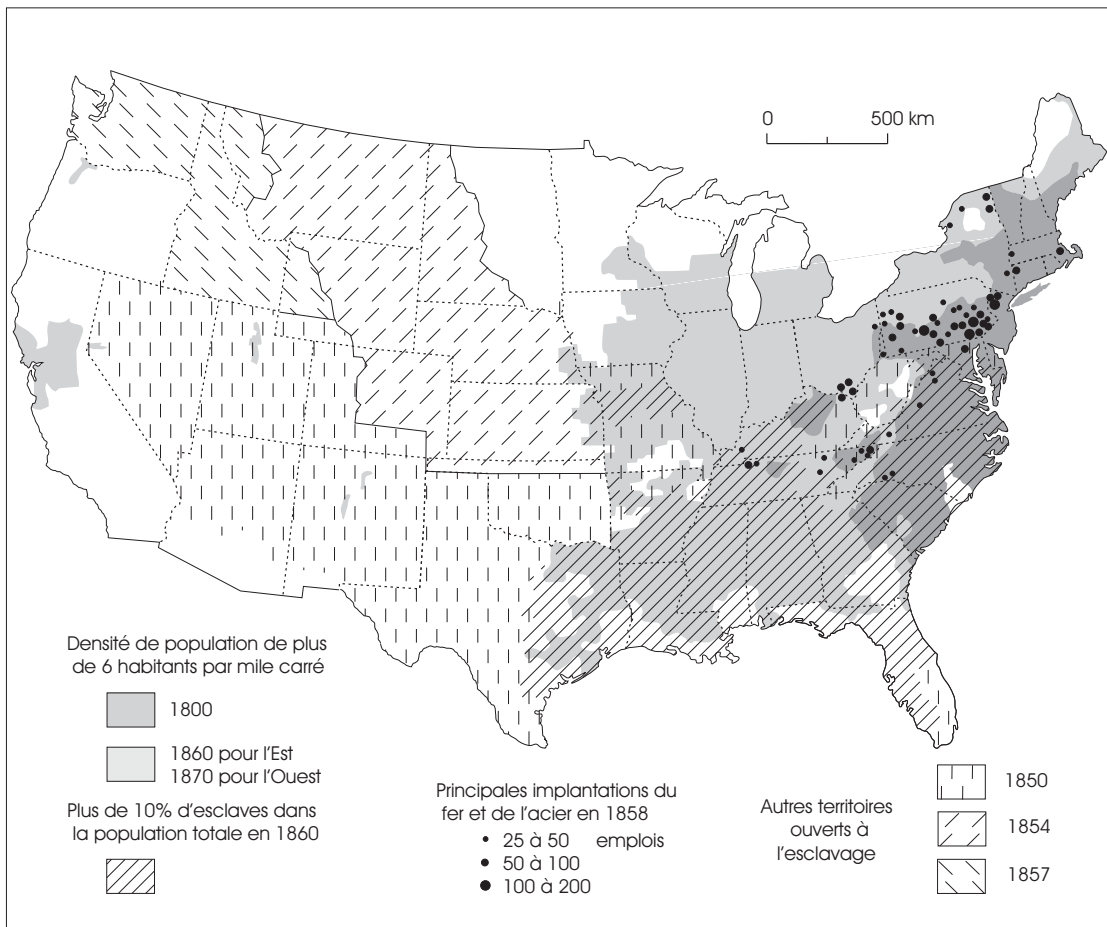 0
500 km
Densité de population de plus
de 6 habitants par mile carré
1800
1860 pour l'Est
1870 pour l'Ouest
Plus de 10% d'esclaves dans
la population totale en 1860
Principales implantations du
fer et de l'acier en 1858
25 à 50 emplois
50 à 100
100 à 200
Autres territoires
ouverts à
l'esclavage
1850
1854
1857